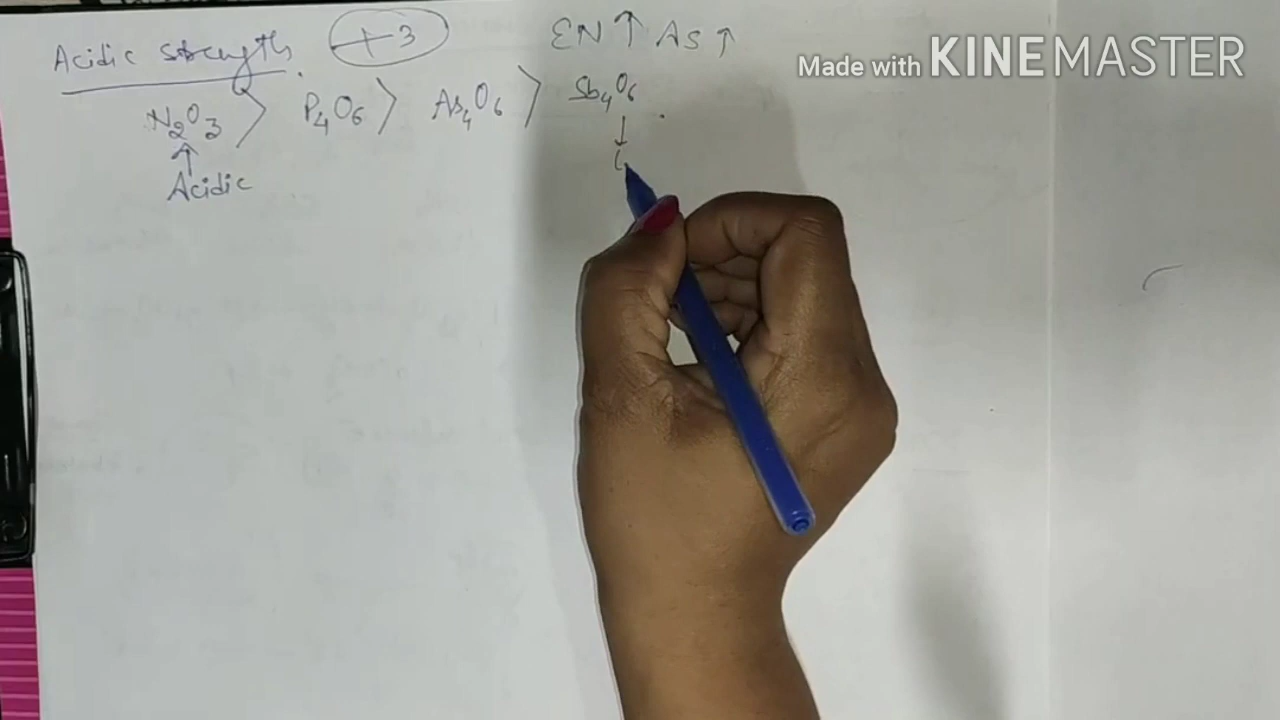 Acidic Strength. +3 EN ↑ As ↑
Made with KINEMASTER
N₂O₃ > P₄O₆ > As₄O₆ > Sb₄O₆
↑ ↓
Acidic